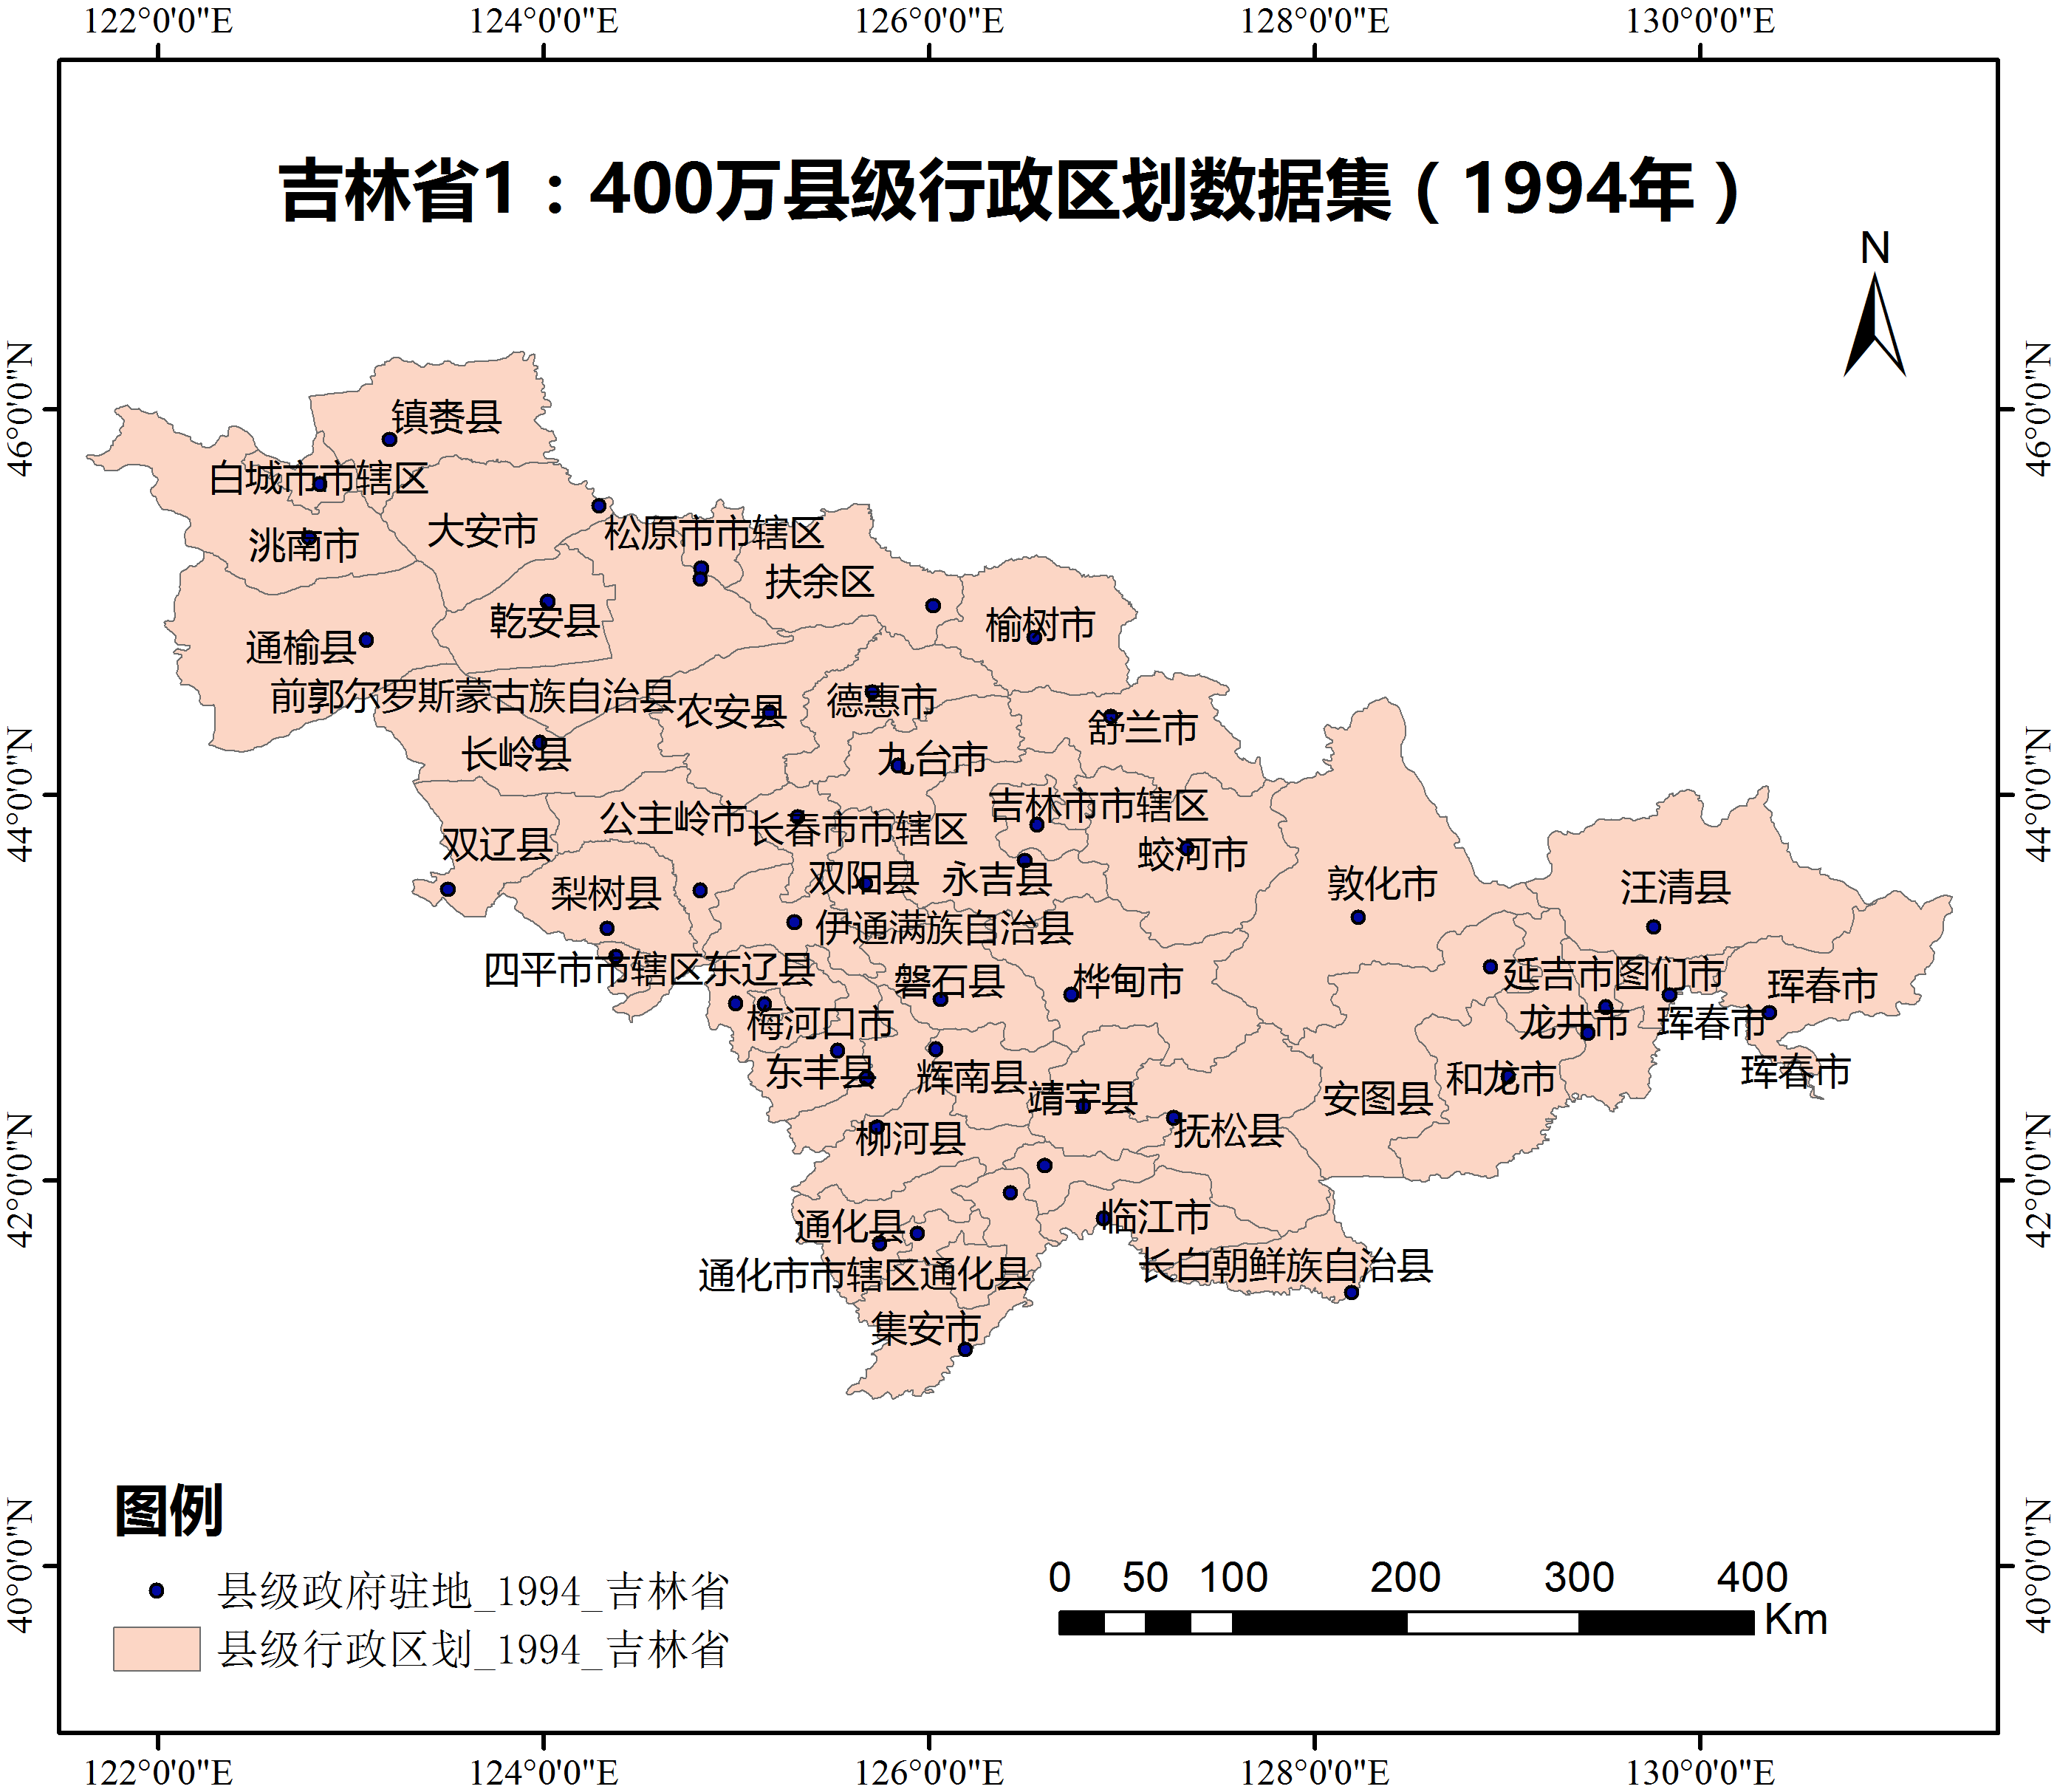 122°0'0"E 124°0'0"E 126°0'0"E 128°0'0"E 130°0'0"E
吉林省1：400万县级行政区划数据集（1994年）
N
46°0'0"N 46°0'0"N
镇赉县
白城市市辖区
大安市
松原市市辖区
洮南市
扶余区
乾安县
榆树市
通榆县
前郭尔罗斯蒙古族自治县
农安县
德惠市
舒兰市
长岭县
九台市
44°0'0"N 44°0'0"N
吉林市市辖区
公主岭市
长春市市辖区
双辽县
蛟河市
双阳县
永吉县
梨树县
敦化市
汪清县
伊通满族自治县
四平市市辖区
东辽县
磐石县
桦甸市
延吉市
图们市
珲春市
梅河口市
龙井市
珲春市
东丰县
辉南县
靖宇县
安图县
和龙市
珲春市
柳河县
抚松县
42°0'0"N 42°0'0"N
通化县
临江市
通化市市辖区
通化县
长白朝鲜族自治县
集安市
图例
县级政府驻地_1994_吉林省
县级行政区划_1994_吉林省
0 50 100 200 300 400
Km
40°0'0"N 40°0'0"N
122°0'0"E 124°0'0"E 126°0'0"E 128°0'0"E 130°0'0"E